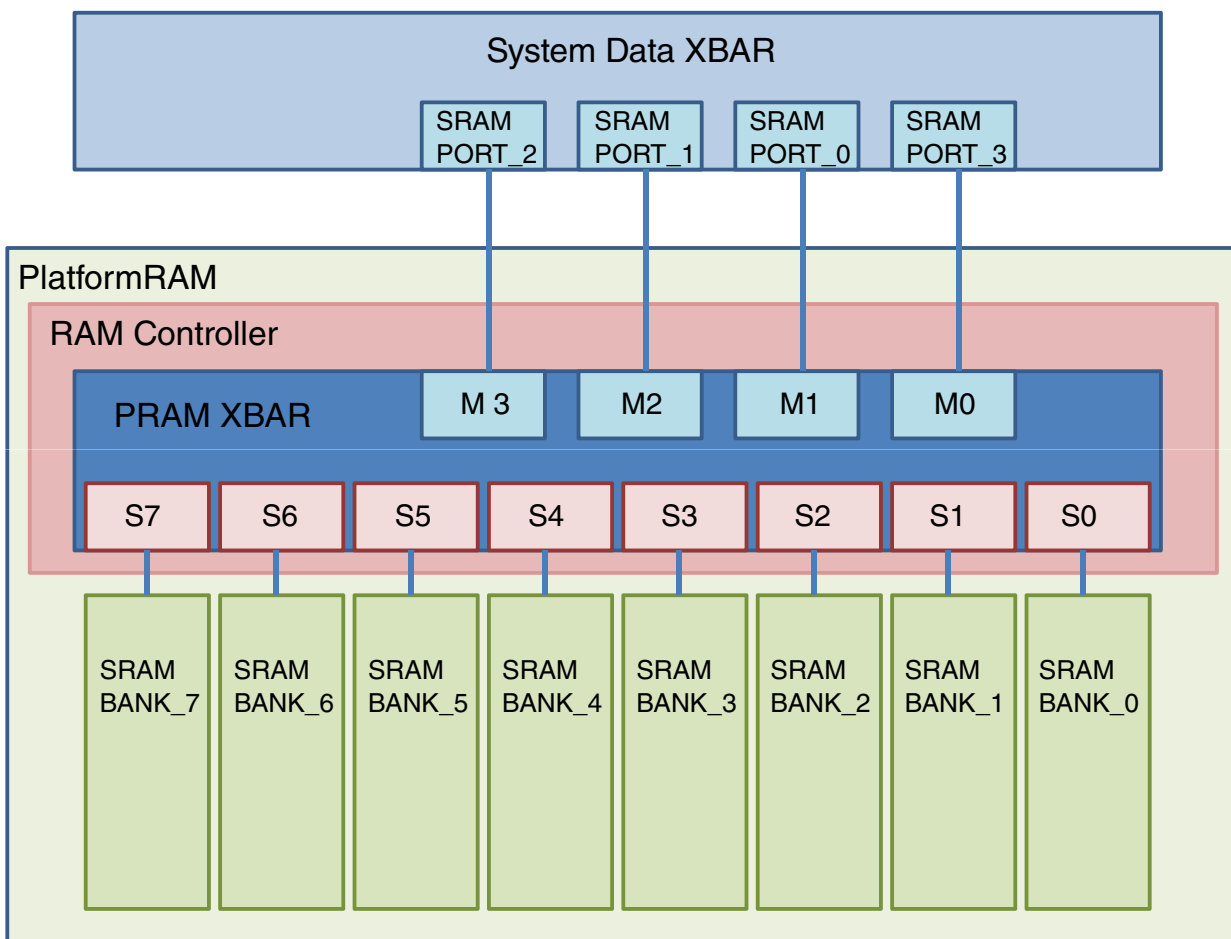 System Data XBAR
SRAM
PORT_2
SRAM
PORT_1
SRAM
PORT_0
SRAM
PORT_3
PlatformRAM
RAM Controller
PRAM XBAR
M 3
M2
M1
M0
S7
S6
S5
S4
S3
S2
S1
S0
SRAM
BANK_7
SRAM
BANK_6
SRAM
BANK_5
SRAM
BANK_4
SRAM
BANK_3
SRAM
BANK_2
SRAM
BANK_1
SRAM
BANK_0